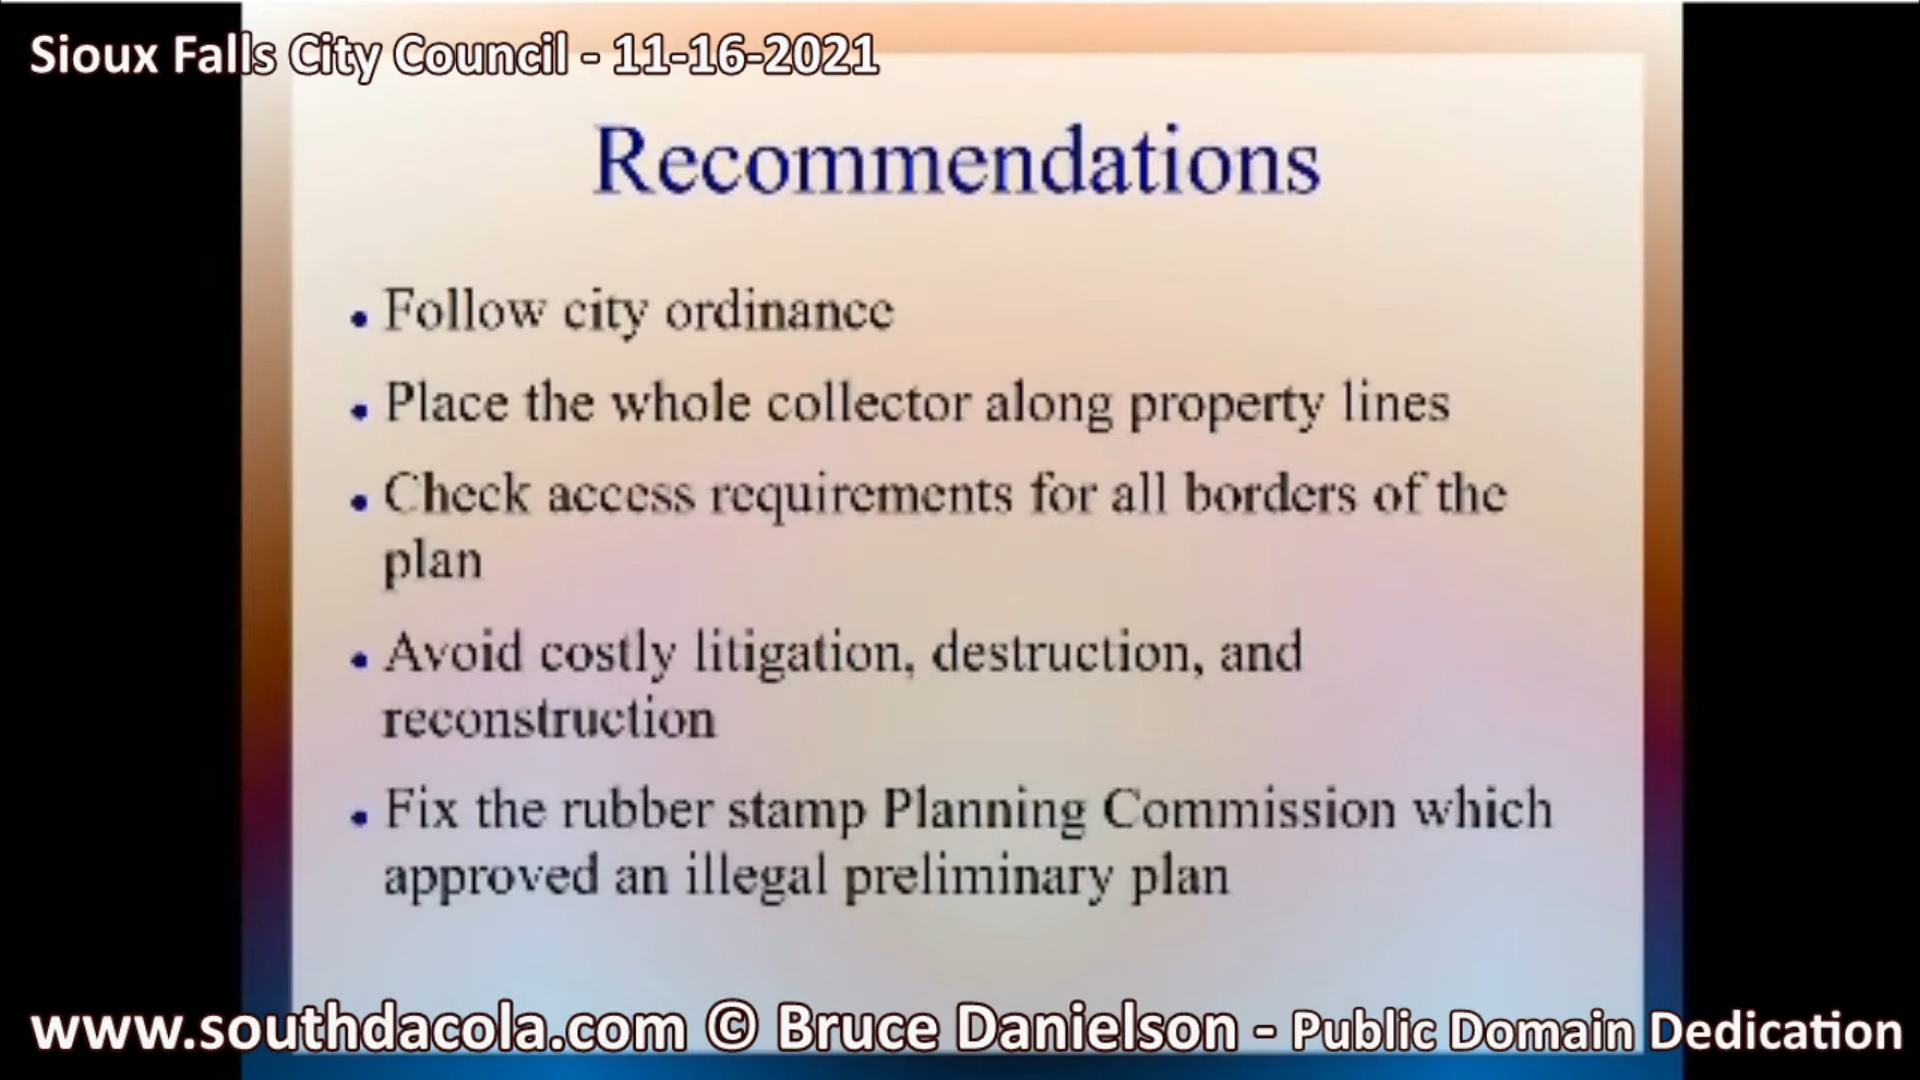 Sioux Falls City Council - 11-16-2021
Recommendations
• Follow city ordinance
• Place the whole collector along property lines
• Check access requirements for all borders of the
plan
• Avoid costly litigation, destruction, and
reconstruction
• Fix the rubber stamp Planning Commission which
approved an illegal preliminary plan
www.southdacola.com © Bruce Danielson - Public Domain Dedication